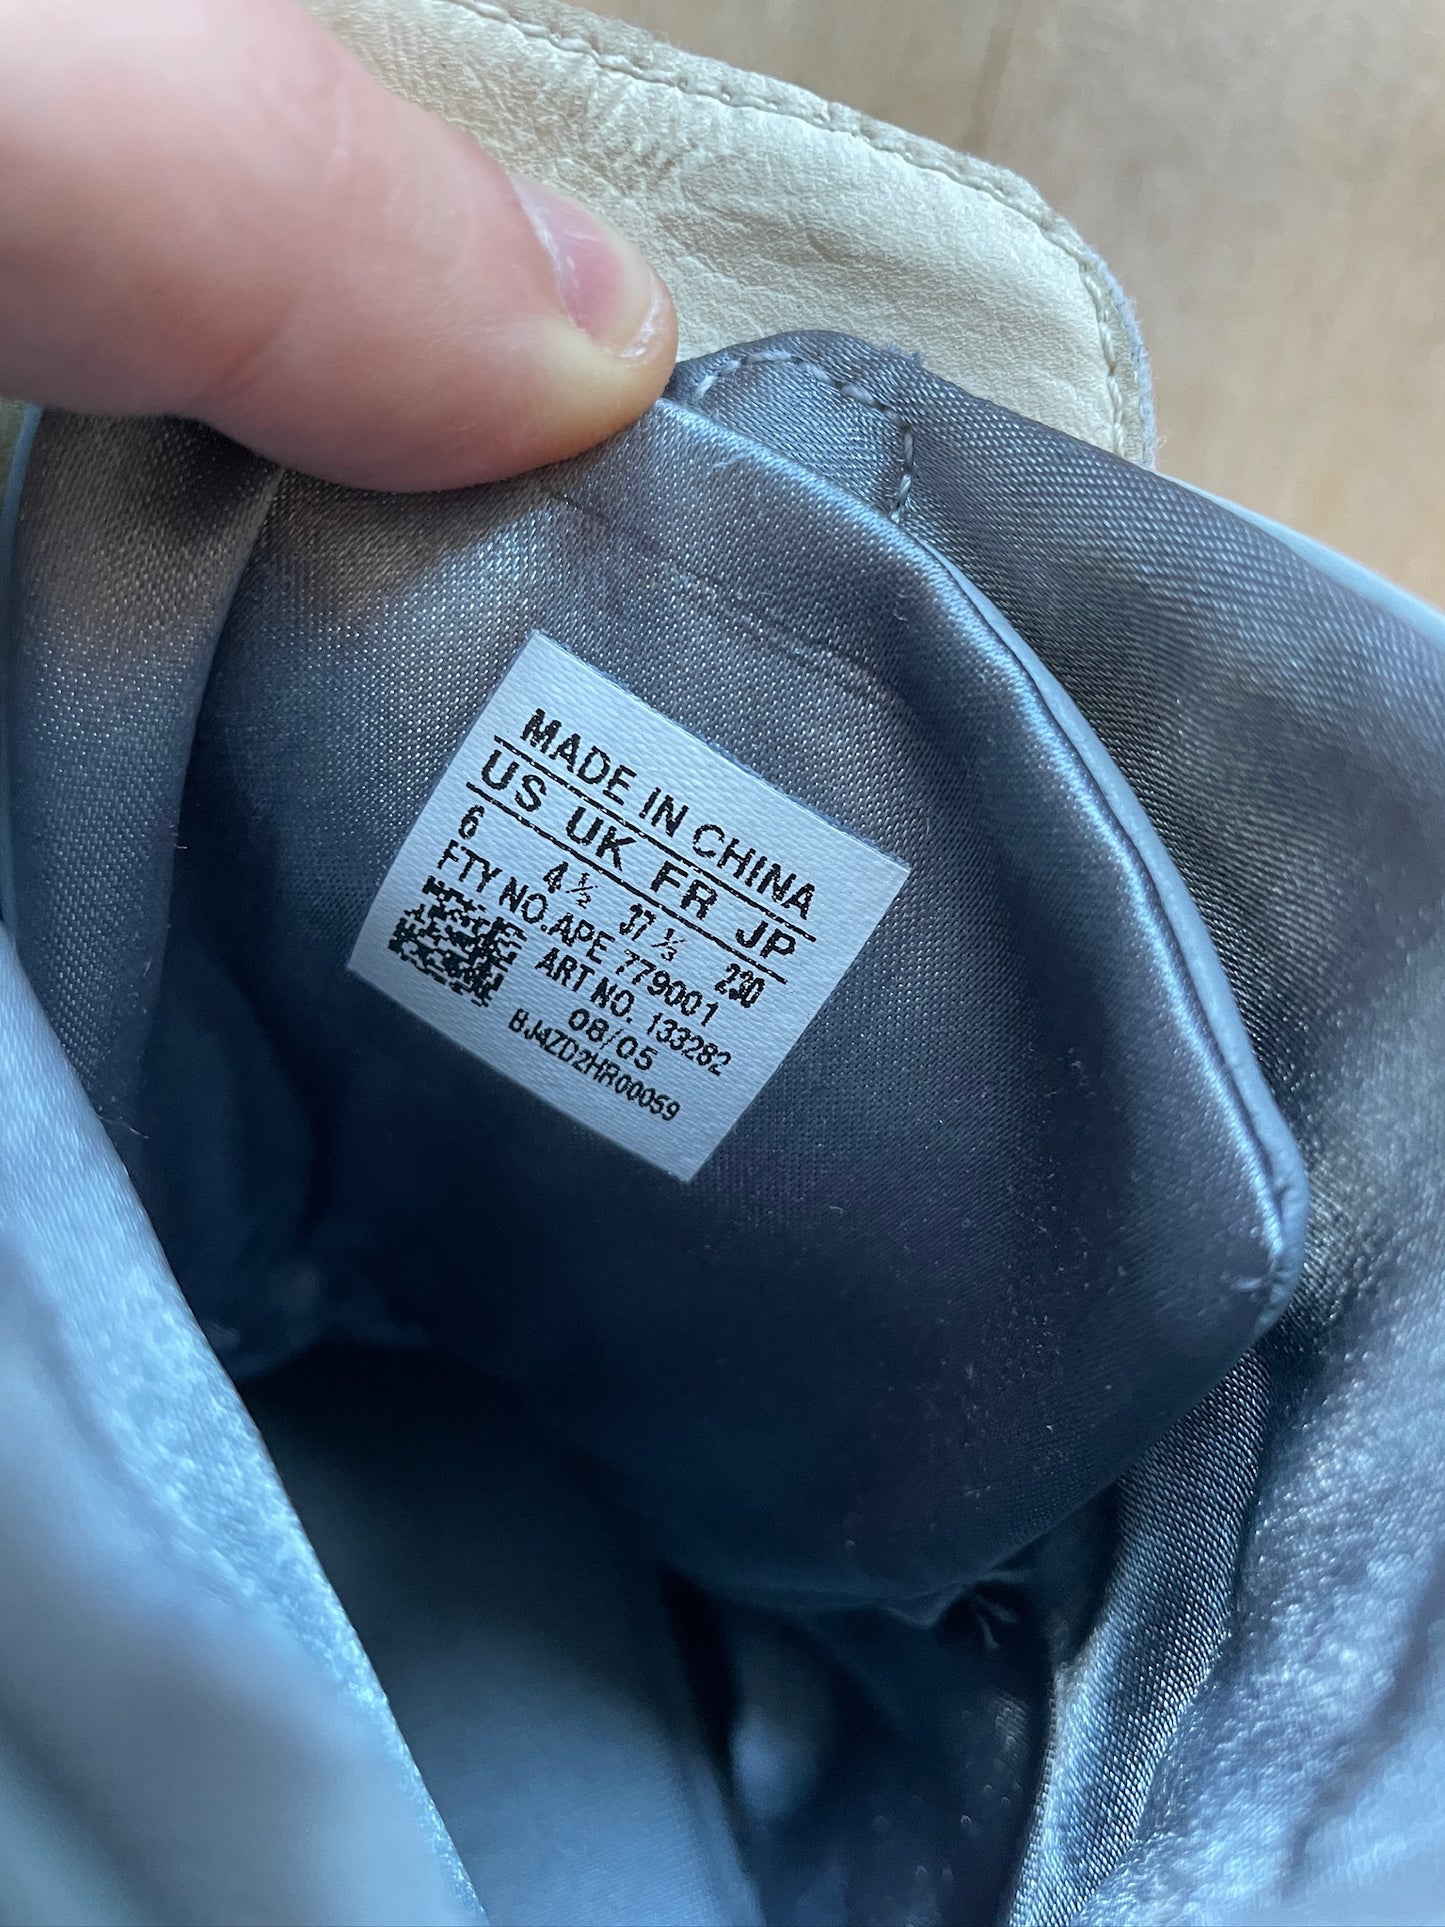 MADE IN CHINA
US UK FR JP
6 4½ 37⅓ 230
FTY NO.APE 779001
ART NO. 133282
08/05
BJ4ZD2HR00059